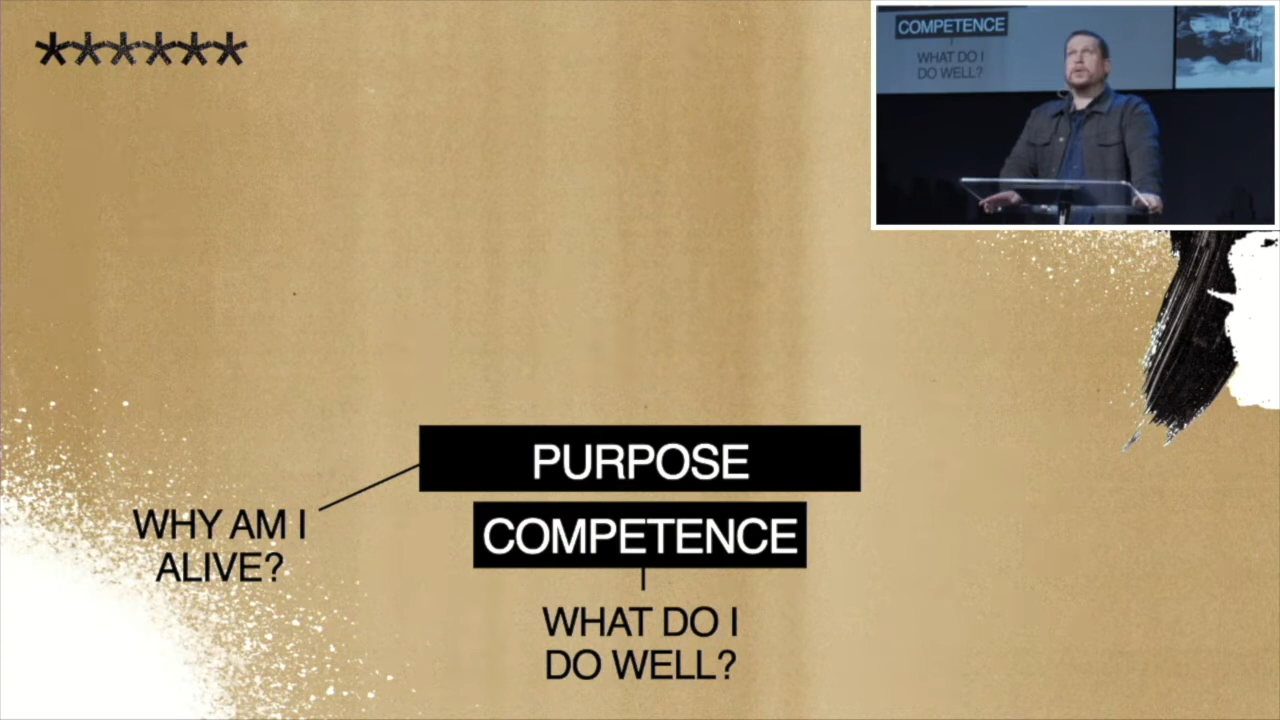 ******
COMPETENCE
WHAT DO I
DO WELL?
PURPOSE
WHY AM I
ALIVE?
COMPETENCE
WHAT DO I
DO WELL?